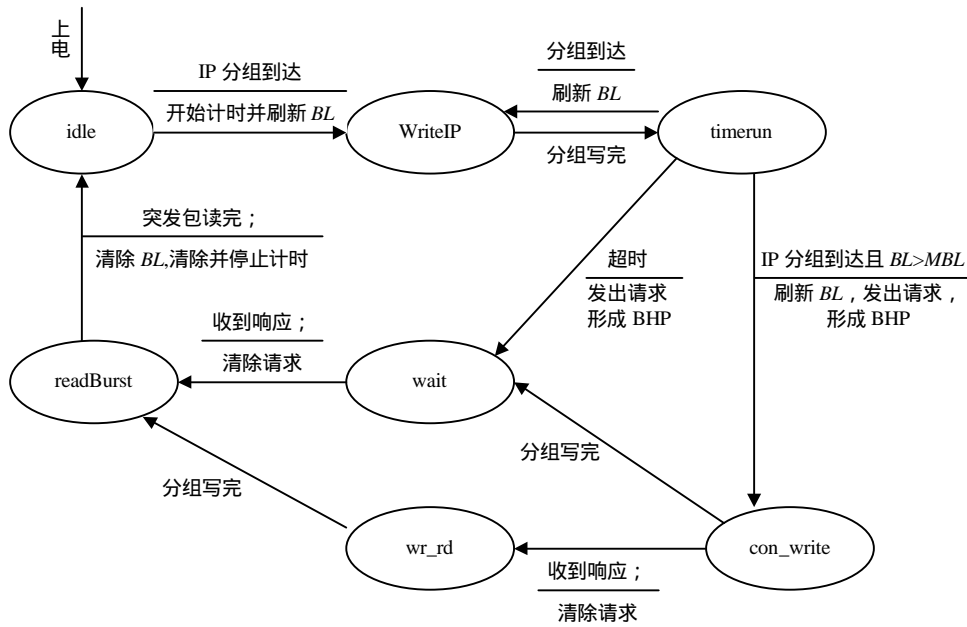 上
电
IP 分组到达
开始计时并刷新 BL
分组到达
刷新 BL
idle
WriteIP
timerun
分组写完
突发包读完；
清除 BL,清除并停止计时
超时
发出请求
形成 BHP
IP 分组到达且 BL>MBL
刷新 BL，发出请求，
形成 BHP
收到响应；
清除请求
readBurst
wait
分组写完
分组写完
wr_rd
con_write
收到响应；
清除请求